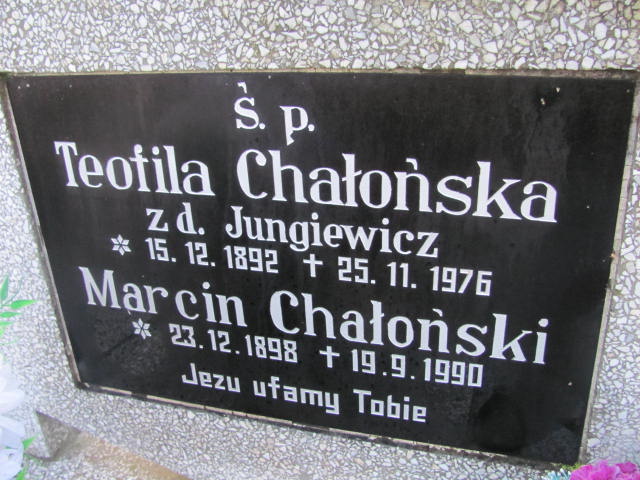 Ś. p.
Teofila Chałońska
z d. Jungiewicz
* 15. 12. 1892 + 25. 11. 1976
Marcin Chałoński
* 23. 12. 1898 + 19. 9. 1990
Jezu ufamy Tobie